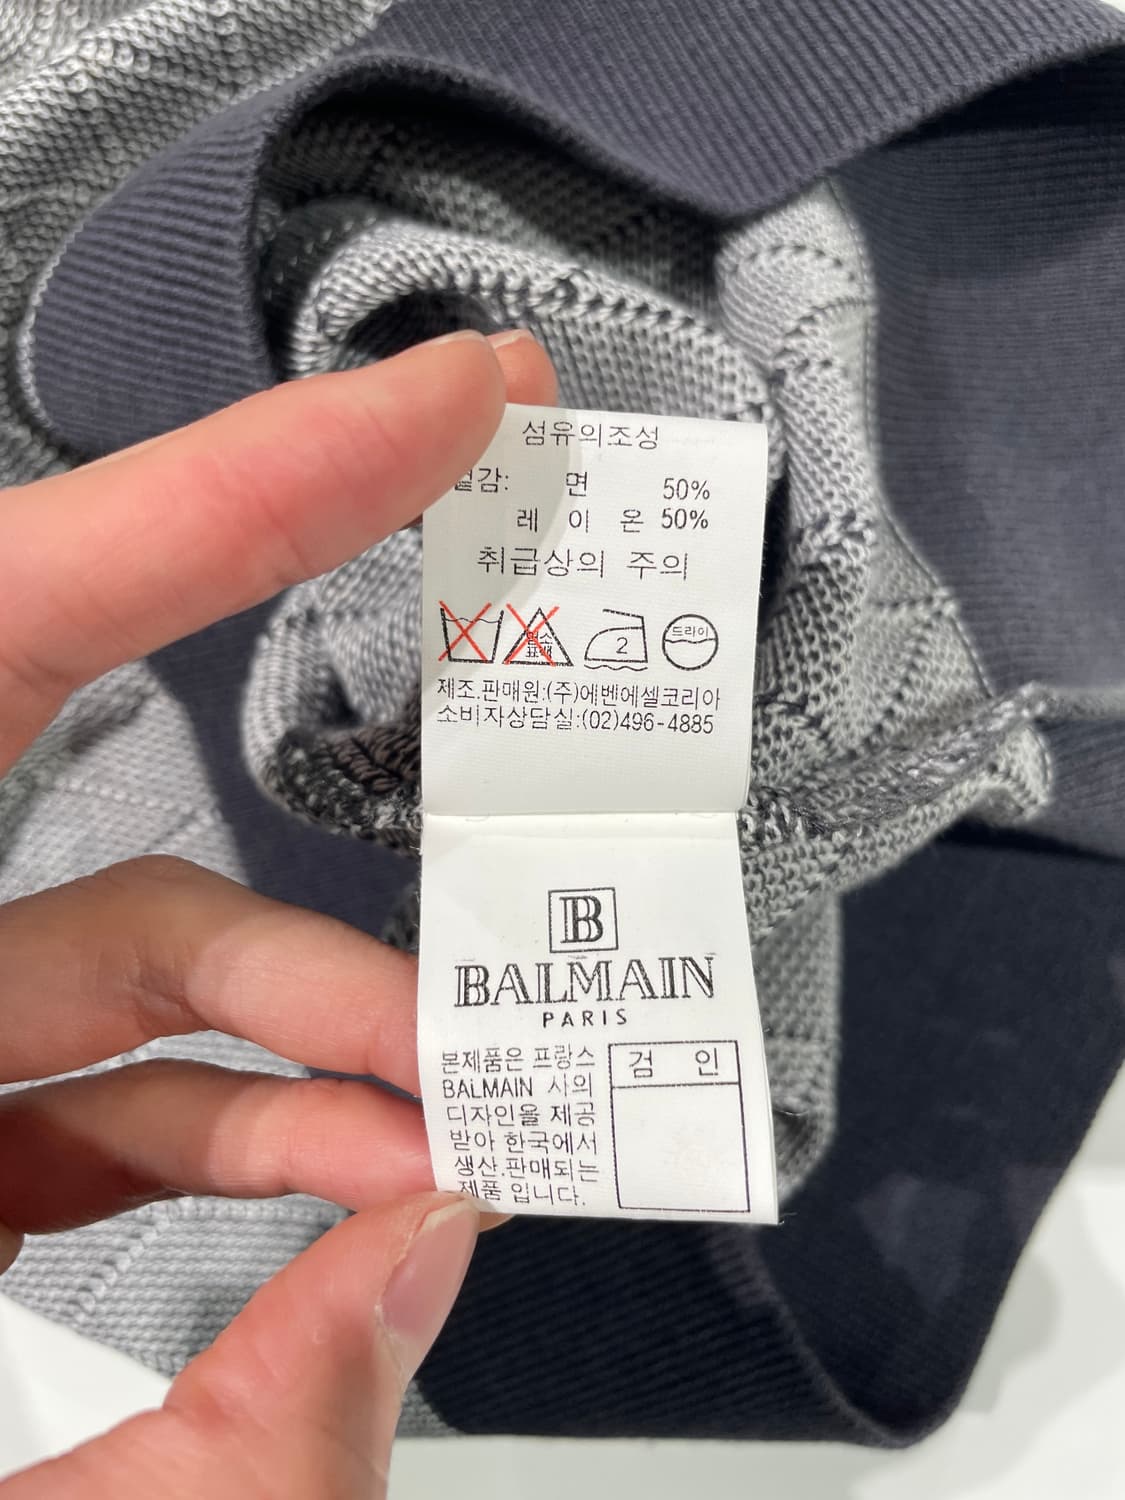 섬유의조성
겉감: 면 50%
레 이 온 50%
취급상의 주의
염소
표백
2
드라이
제조.판매원:(주)에벤에셀코리아
소비자상담실:(02)496-4885
B
BALMAIN
PARIS
본제품은 프랑스
BALMAIN 사의
디자인을 제공
받아 한국에서
생산.판매되는
제품 입니다.
검 인